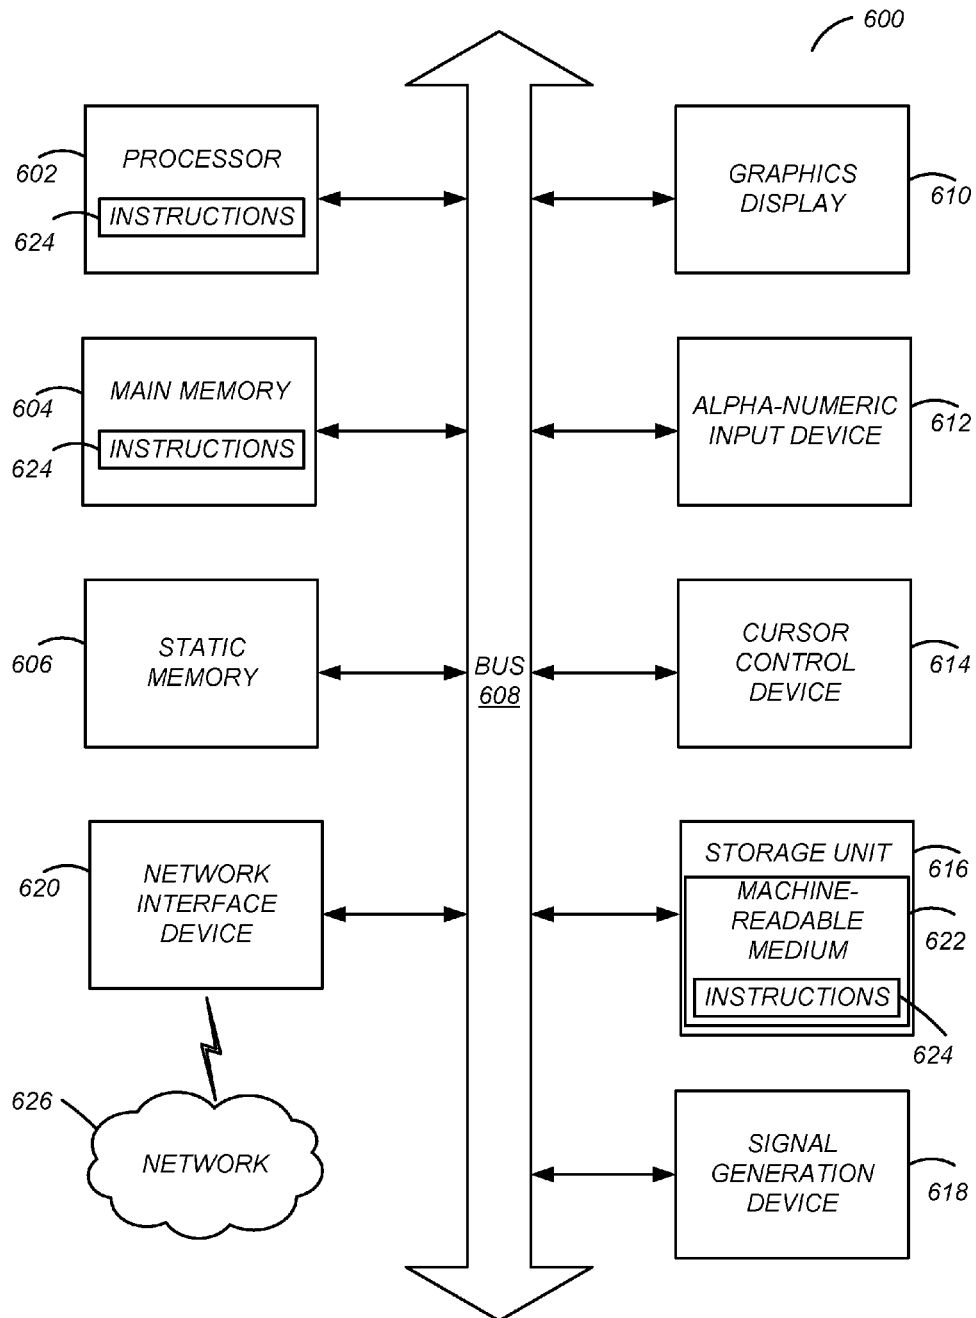 600
602
PROCESSOR
INSTRUCTIONS
624
GRAPHICS
DISPLAY
610
604
MAIN MEMORY
INSTRUCTIONS
624
ALPHA-NUMERIC
INPUT DEVICE
612
606
STATIC
MEMORY
BUS
608
CURSOR
CONTROL
DEVICE
614
620
NETWORK
INTERFACE
DEVICE
STORAGE UNIT
616
MACHINE-
READABLE
MEDIUM
622
INSTRUCTIONS
624
626
NETWORK
SIGNAL
GENERATION
DEVICE
618